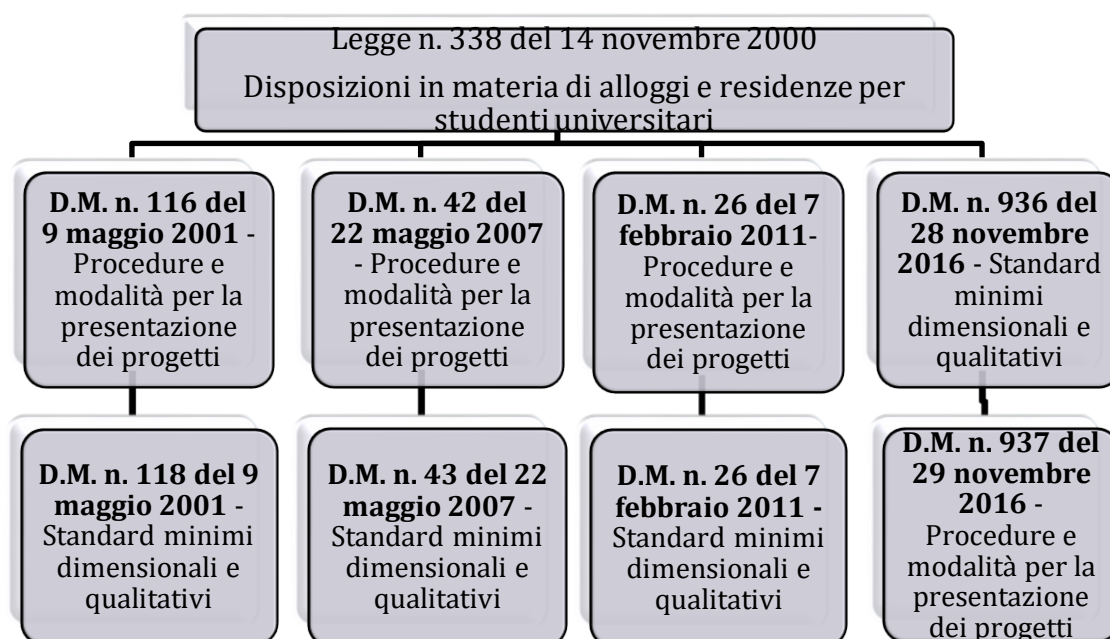 Legge n. 338 del 14 novembre 2000
Disposizioni in materia di alloggi e residenze per
studenti universitari
D.M. n. 116 del
9 maggio 2001 -
Procedure e
modalità per la
presentazione
dei progetti
D.M. n. 42 del
22 maggio 2007
- Procedure e
modalità per la
presentazione
dei progetti
D.M. n. 26 del 7
febbraio 2011-
Procedure e
modalità per la
presentazione
dei progetti
D.M. n. 936 del
28 novembre
2016 - Standard
minimi
dimensionali e
qualitativi
D.M. n. 118 del 9
maggio 2001 -
Standard minimi
dimensionali e
qualitativi
D.M. n. 43 del 22
maggio 2007 -
Standard minimi
dimensionali e
qualitativi
D.M. n. 26 del 7
febbraio 2011 -
Standard minimi
dimensionali e
qualitativi
D.M. n. 937 del
29 novembre
2016 -
Procedure e
modalità per la
presentazione
dei progetti